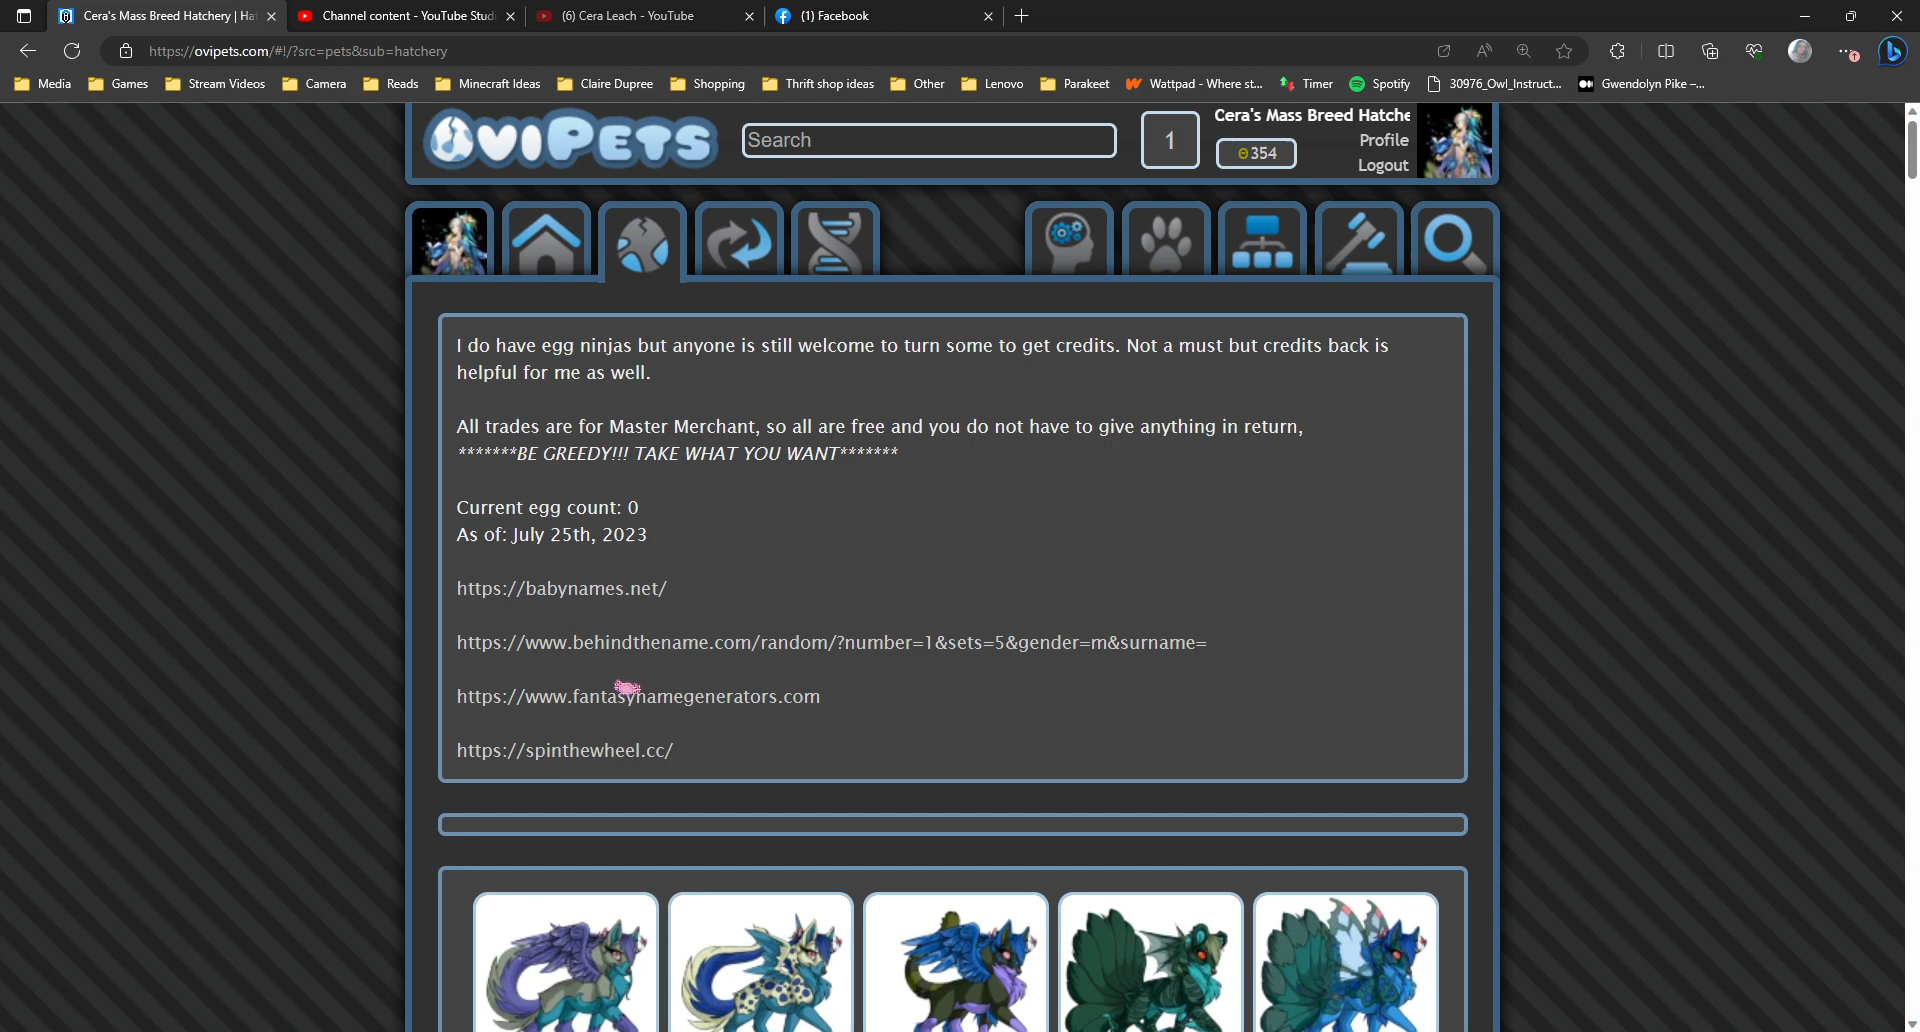 Cera's Mass Breed Hatchery | Hat
Channel content - YouTube Studi
(6) Cera Leach - YouTube
(1) Facebook
https://ovipets.com/#!/?src=pets&sub=hatchery
Media
Games
Stream Videos
Camera
Reads
Minecraft Ideas
Claire Dupree
Shopping
Thrift shop ideas
Other
Lenovo
Parakeet
Wattpad - Where st...
Timer
Spotify
30976_Owl_Instruct...
Gwendolyn Pike –...
OviPets
Search
1
Cera's Mass Breed Hatche
354
Profile
Logout
I do have egg ninjas but anyone is still welcome to turn some to get credits. Not a must but credits back is
helpful for me as well.
All trades are for Master Merchant, so all are free and you do not have to give anything in return,
*******BE GREEDY!!! TAKE WHAT YOU WANT*******
Current egg count: 0
As of: July 25th, 2023
https://babynames.net/
https://www.behindthename.com/random/?number=1&sets=5&gender=m&surname=
https://www.fantasynamegenerators.com
https://spinthewheel.cc/